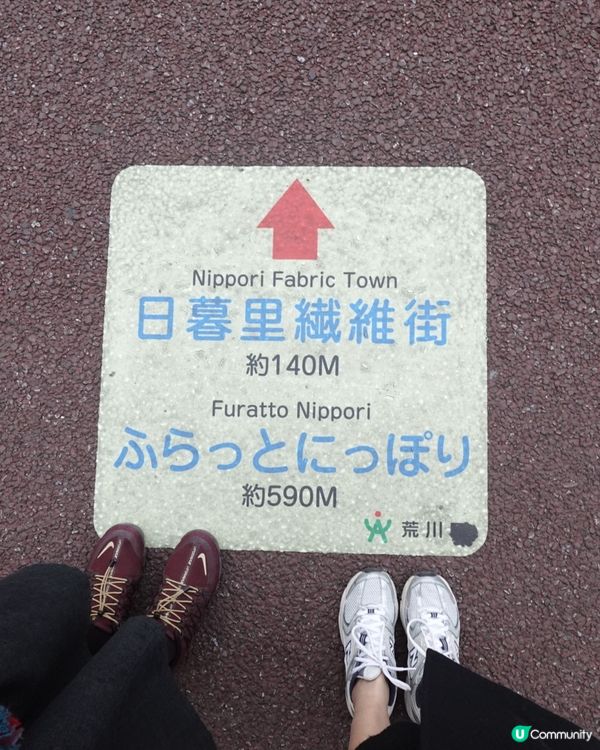 Nippori Fabric Town
日暮里繊維街
約140M
Furatto Nippori
ふらっとにっぽり
約590M
荒川
U Community